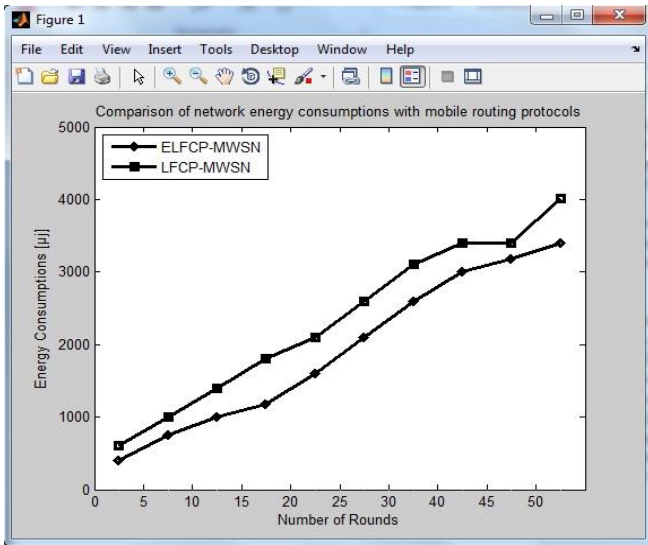 Figure 1
File Edit View Insert Tools Desktop Window Help
Comparison of network energy consumptions with mobile routing protocols
5000
4000
3000
2000
1000
0
Energy Consumptions [µj]
ELFCP-MWSN
LFCP-MWSN
0 5 10 15 20 25 30 35 40 45 50
Number of Rounds